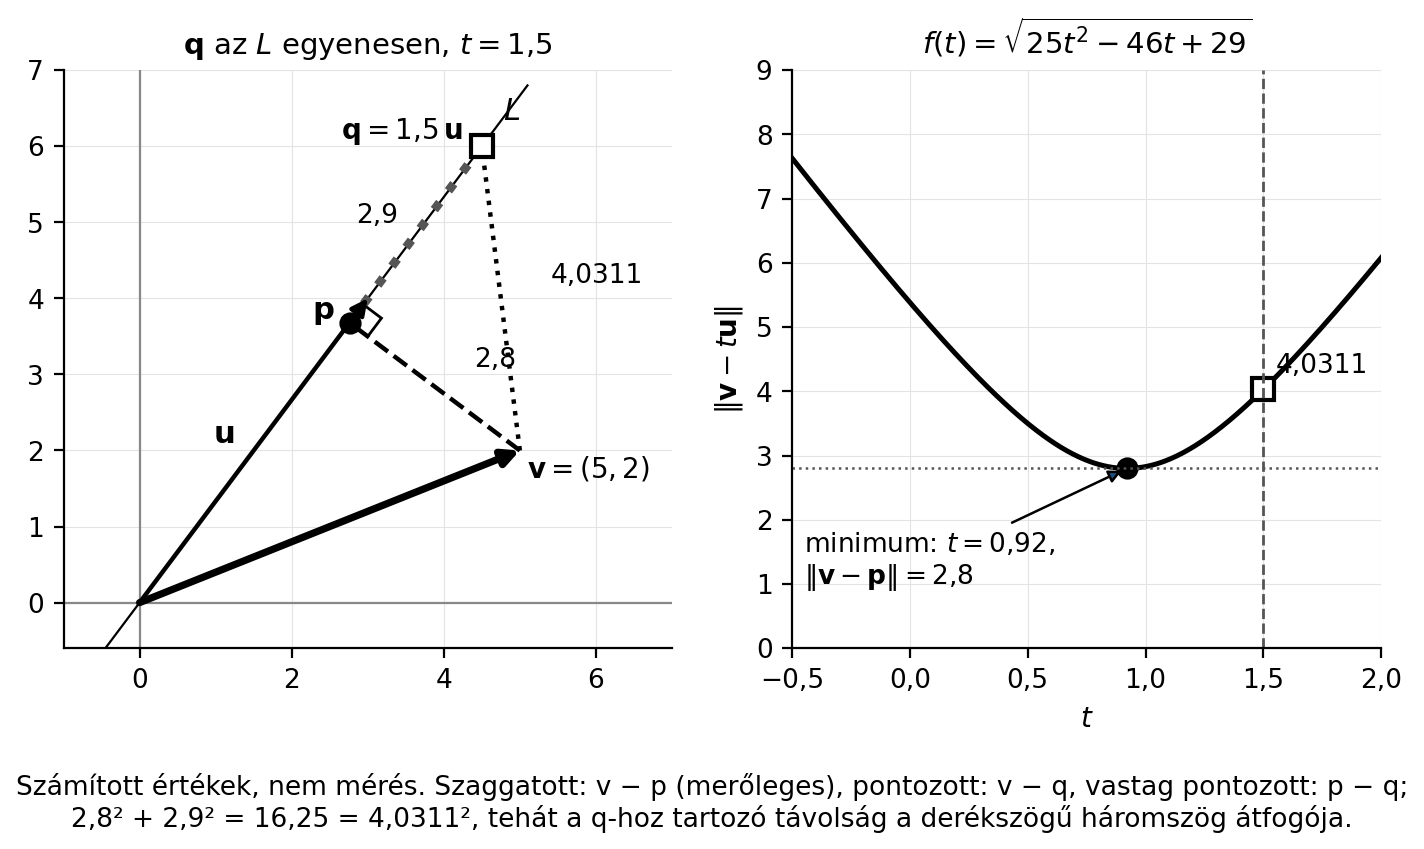 q az L egyenesen, t = 1,5
7
6
5
4
3
2
1
0
0
2
4
6
L
q = 1,5 u
2,9
4,0311
p
2,8
u
v = (5, 2)
f(t) = √(25t² − 46t + 29)
9
8
7
6
5
4
3
2
1
0
−0,5
0,0
0,5
1,0
1,5
2,0
‖v − tu‖
t
4,0311
minimum: t = 0,92,
‖v − p‖ = 2,8
Számított értékek, nem mérés. Szaggatott: v − p (merőleges), pontozott: v − q, vastag pontozott: p − q;
2,8² + 2,9² = 16,25 = 4,0311², tehát a q-hoz tartozó távolság a derékszögű háromszög átfogója.